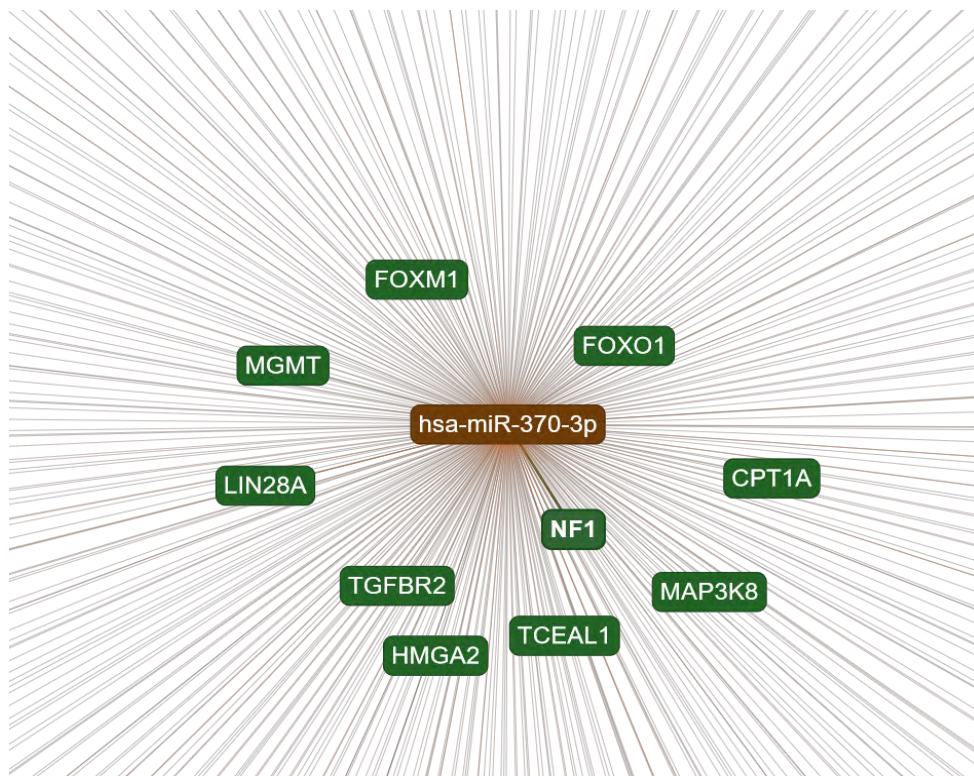 FOXM1
FOXO1
MGMT
hsa-miR-370-3p
CPT1A
LIN28A
NF1
TGFBR2
MAP3K8
TCEAL1
HMGA2